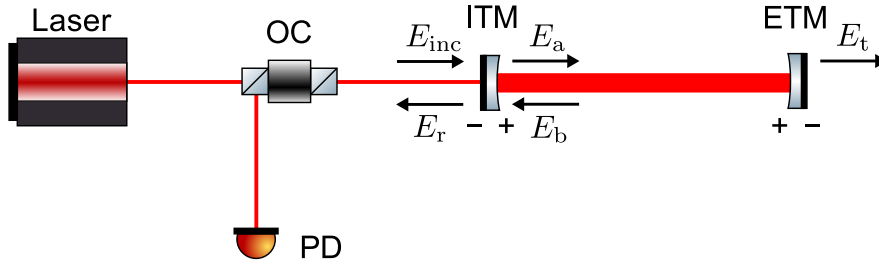 Laser
OC
ITM
ETM
E_inc
E_a
E_t
E_r
− +
E_b
+ −
PD